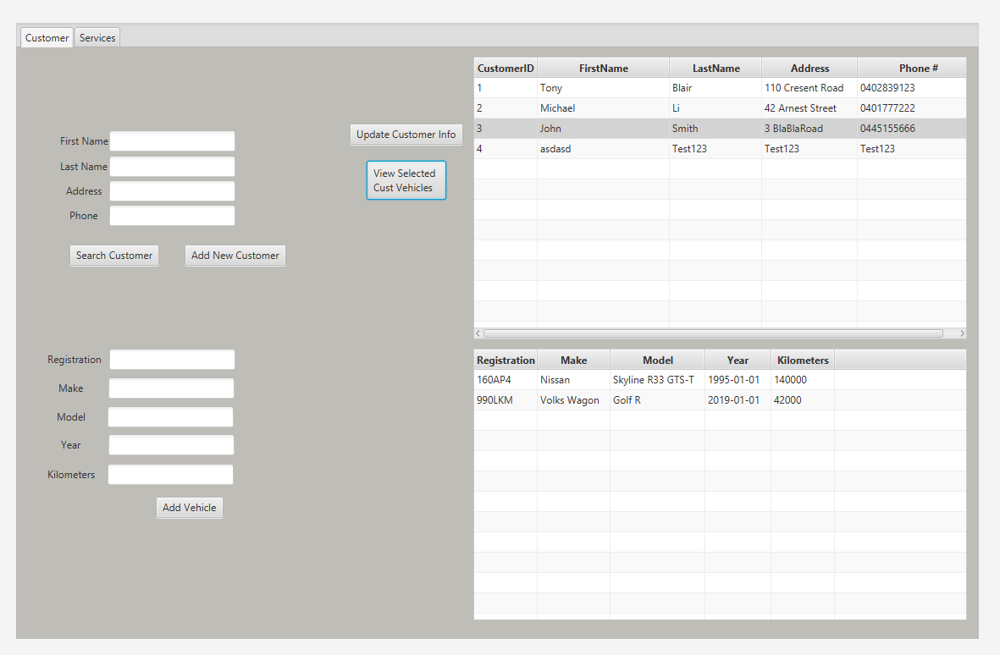 Customer Services
First Name
Last Name
Address
Phone
Search Customer Add New Customer
Update Customer Info
View Selected
Cust Vehicles
CustomerID FirstName LastName Address Phone #
1 Tony Blair 110 Cresent Road 0402839123
2 Michael Li 42 Arnest Street 0401777222
3 John Smith 3 BlaBlaRoad 0445155666
4 asdasd Test123 Test123 Test123
Registration
Make
Model
Year
Kilometers
Add Vehicle
Registration Make Model Year Kilometers
160AP4 Nissan Skyline R33 GTS-T 1995-01-01 140000
990LKM Volks Wagon Golf R 2019-01-01 42000